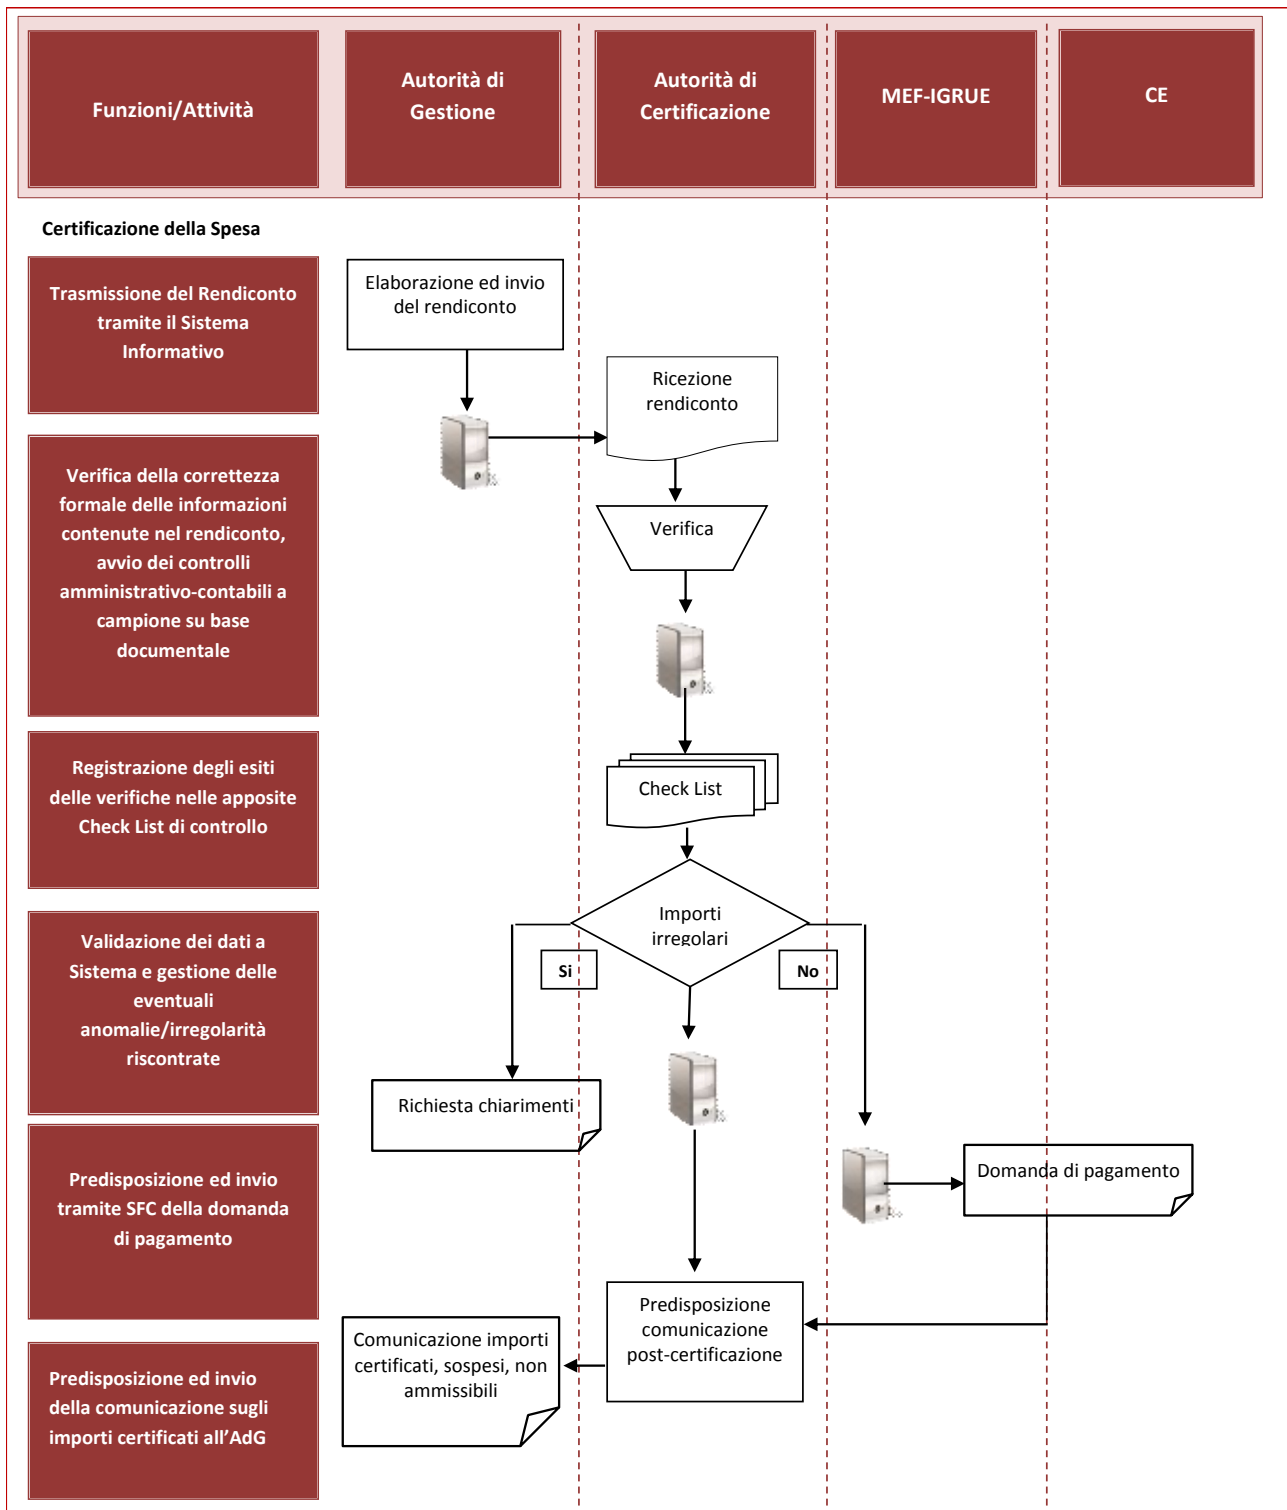 Funzioni/Attività
Autorità di
Gestione
Autorità di
Certificazione
MEF-IGRUE
CE
Certificazione della Spesa
Trasmissione del Rendiconto
tramite il Sistema
Informativo
Elaborazione ed invio
del rendiconto
Ricezione
rendiconto
Verifica della correttezza
formale delle informazioni
contenute nel rendiconto,
avvio dei controlli
amministrativo-contabili a
campione su base
documentale
Verifica
Registrazione degli esiti
delle verifiche nelle apposite
Check List di controllo
Check List
Validazione dei dati a
Sistema e gestione delle
eventuali
anomalie/irregolarità
riscontrate
Importi
irregolari
Si
No
Richiesta chiarimenti
Predisposizione ed invio
tramite SFC della domanda
di pagamento
Domanda di pagamento
Predisposizione
comunicazione
post-certificazione
Comunicazione importi
certificati, sospesi, non
ammissibili
Predisposizione ed invio
della comunicazione sugli
importi certificati all’AdG